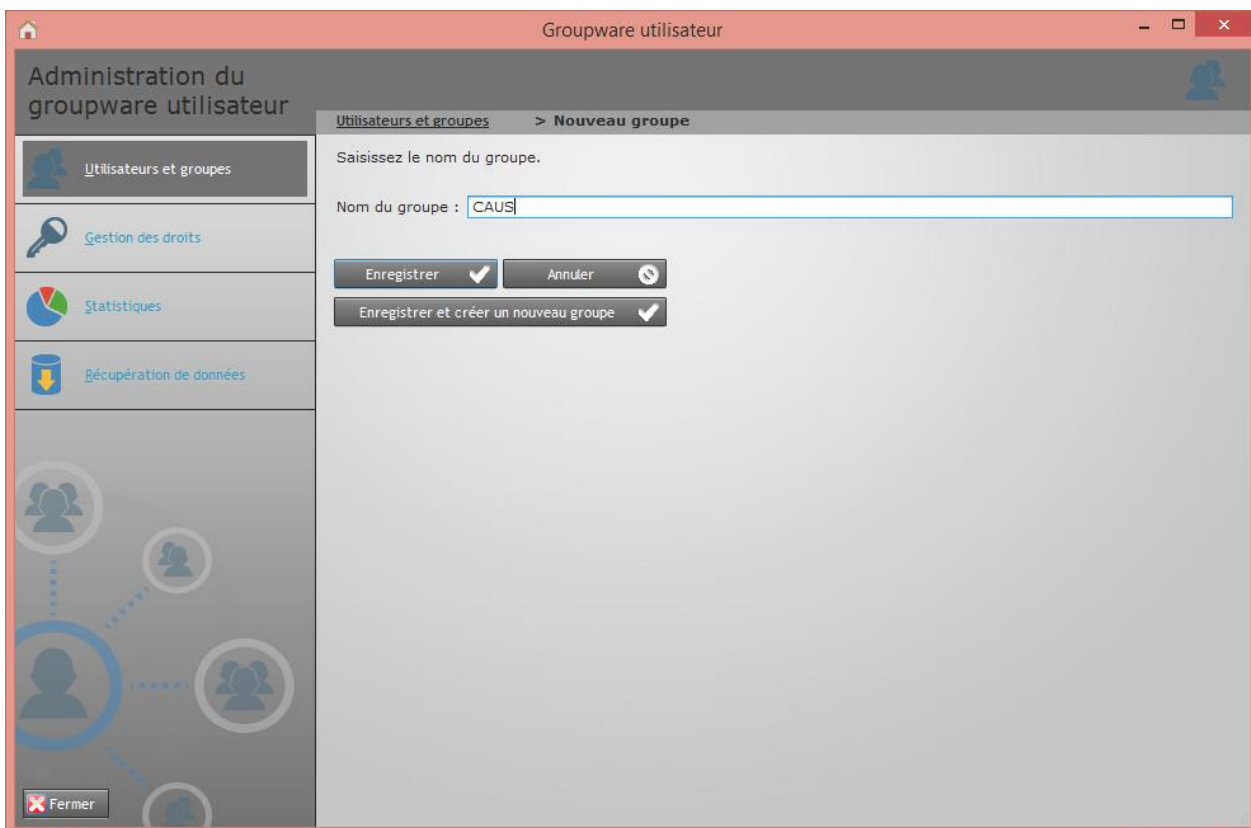 Groupware utilisateur
Administration du
groupware utilisateur
Utilisateurs et groupes > Nouveau groupe
Utilisateurs et groupes
Gestion des droits
Statistiques
Récupération de données
Saisissez le nom du groupe.
Nom du groupe : CAUS
Enregistrer
Annuler
Enregistrer et créer un nouveau groupe
Fermer